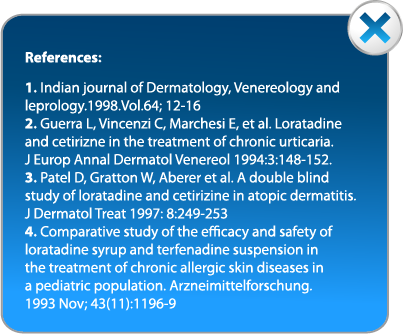 References:
1. Indian journal of Dermatology, Venereology and
leprology.1998.Vol.64; 12-16
2. Guerra L, Vincenzi C, Marchesi E, et al. Loratadine
and cetirizne in the treatment of chronic urticaria.
J Europ Annal Dermatol Venereol 1994:3:148-152.
3. Patel D, Gratton W, Aberer et al. A double blind
study of loratadine and cetirizine in atopic dermatitis.
J Dermatol Treat 1997: 8:249-253
4. Comparative study of the efficacy and safety of
loratadine syrup and terfenadine suspension in
the treatment of chronic allergic skin diseases in
a pediatric population. Arzneimittelforschung.
1993 Nov; 43(11):1196-9